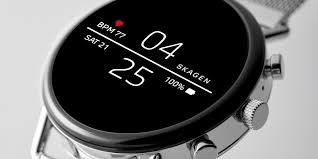 BPM 77
04
SAT 21
SKAGEN
25
100%